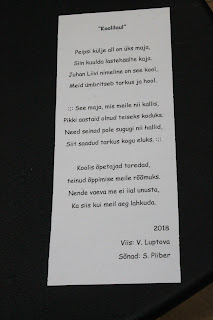 "Koolilaul"
Peipsi kulje all on üks maja,
Siin kuulda lastehäälte kaja.
Juhan Liivi nimeline on see kool,
Meid ümbritseb tarkus ja hool.
:;: See maja, mis meile nii kallis,
Pikki aastaid olnud teiseks koduks.
Need seinad pole sugugi nii hallid,
Siit saadud tarkus kogu eluks. :;:
Koolis õpetajad toredad,
teinud õppimise meile rõõmuks.
Nende vaeva me ei iial unusta,
Ka siis kui meil aeg lahkuda.
2018
Viis: V. Luptova
Sõnad: S. Pliber